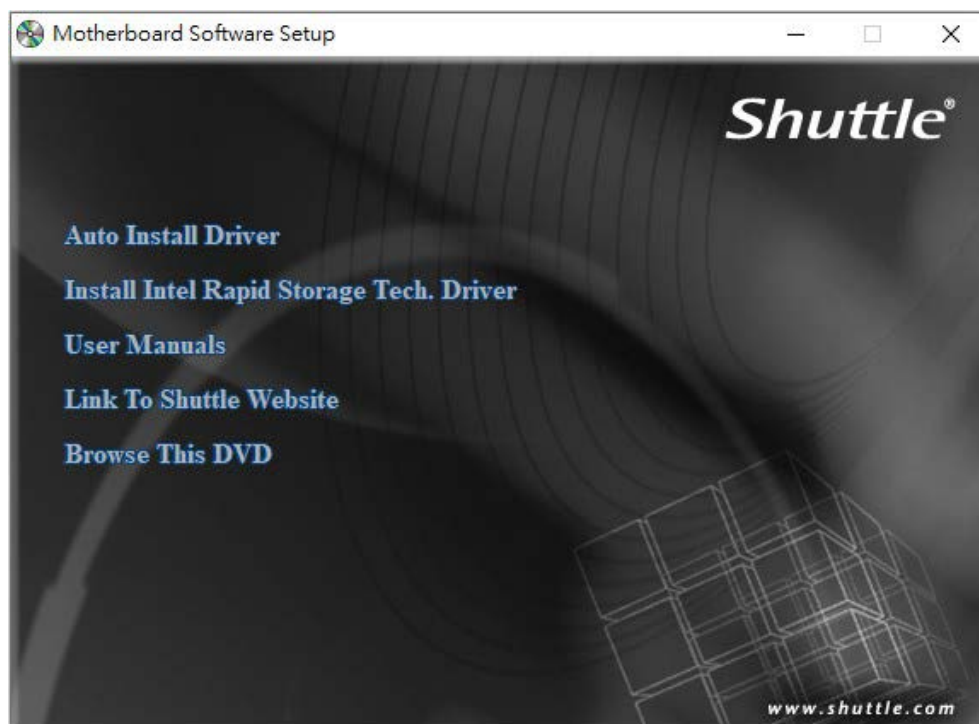 Motherboard Software Setup
Shuttle®
Auto Install Driver
Install Intel Rapid Storage Tech. Driver
User Manuals
Link To Shuttle Website
Browse This DVD
www.shuttle.com